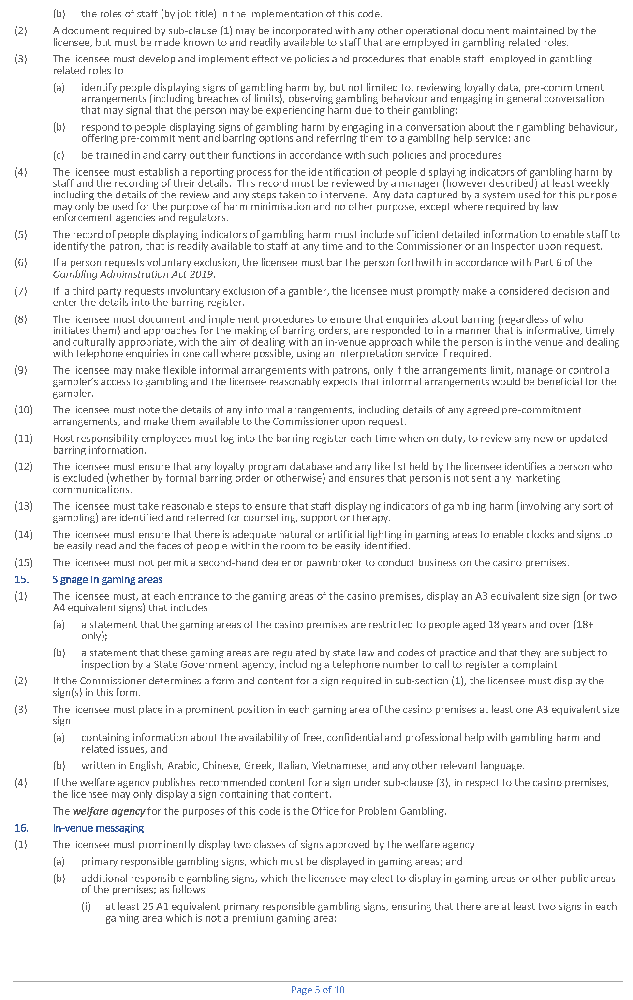 (b) the roles of staff (by job title) in the implementation of this code.
(2) A document required by sub-clause (1) may be incorporated with any other operational document maintained by the
licensee, but must be made known to and readily available to staff that are employed in gambling related roles.
(3) The licensee must develop and implement effective policies and procedures that enable staff employed in gambling
related roles to—
(a) identify people displaying signs of gambling harm by, but not limited to, reviewing loyalty data, pre-commitment
arrangements (including breaches of limits), observing gambling behaviour and engaging in general conversation
that may signal that the person may be experiencing harm due to their gambling;
(b) respond to people displaying signs of gambling harm by engaging in a conversation about their gambling behaviour,
offering pre-commitment and barring options and referring them to a gambling help service; and
(c) be trained in and carry out their functions in accordance with such policies and procedures
(4) The licensee must establish a reporting process for the identification of people displaying indicators of gambling harm by
staff and the recording of their details. This record must be reviewed by a manager (however described) at least weekly
including the details of the review and any steps taken to intervene. Any data captured by a system used for this purpose
may only be used for the purpose of harm minimisation and no other purpose, except where required by law
enforcement agencies and regulators.
(5) The record of people displaying indicators of gambling harm must include sufficient detailed information to enable staff to
identify the patron, that is readily available to staff at any time and to the Commissioner or an Inspector upon request.
(6) If a person requests voluntary exclusion, the licensee must bar the person forthwith in accordance with Part 6 of the
Gambling Administration Act 2019.
(7) If a third party requests involuntary exclusion of a gambler, the licensee must promptly make a considered decision and
enter the details into the barring register.
(8) The licensee must document and implement procedures to ensure that enquiries about barring (regardless of who
initiates them) and approaches for the making of barring orders, are responded to in a manner that is informative, timely
and culturally appropriate, with the aim of dealing with an in-venue approach while the person is in the venue and dealing
with telephone enquiries in one call where possible, using an interpretation service if required.
(9) The licensee may make flexible informal arrangements with patrons, only if the arrangements limit, manage or control a
gambler's access to gambling and the licensee reasonably expects that informal arrangements would be beneficial for the
gambler.
(10) The licensee must note the details of any informal arrangements, including details of any agreed pre-commitment
arrangements, and make them available to the Commissioner upon request.
(11) Host responsibility employees must log into the barring register each time when on duty, to review any new or updated
barring information.
(12) The licensee must ensure that any loyalty program database and any like list held by the licensee identifies a person who
is excluded (whether by formal barring order or otherwise) and ensures that person is not sent any marketing
communications.
(13) The licensee must take reasonable steps to ensure that staff displaying indicators of gambling harm (involving any sort of
gambling) are identified and referred for counselling, support or therapy.
(14) The licensee must ensure that there is adequate natural or artificial lighting in gaming areas to enable clocks and signs to
be easily read and the faces of people within the room to be easily identified.
(15) The licensee must not permit a second-hand dealer or pawnbroker to conduct business on the casino premises.
15. Signage in gaming areas
(1) The licensee must, at each entrance to the gaming areas of the casino premises, display an A3 equivalent size sign (or two
A4 equivalent signs) that includes—
(a) a statement that the gaming areas of the casino premises are restricted to people aged 18 years and over (18+
only);
(b) a statement that these gaming areas are regulated by state law and codes of practice and that they are subject to
inspection by a State Government agency, including a telephone number to call to register a complaint.
(2) If the Commissioner determines a form and content for a sign required in sub-section (1), the licensee must display the
sign(s) in this form.
(3) The licensee must place in a prominent position in each gaming area of the casino premises at least one A3 equivalent size
sign—
(a) containing information about the availability of free, confidential and professional help with gambling harm and
related issues, and
(b) written in English, Arabic, Chinese, Greek, Italian, Vietnamese, and any other relevant language.
(4) If the welfare agency publishes recommended content for a sign under sub-clause (3), in respect to the casino premises,
the licensee may only display a sign containing that content.
The welfare agency for the purposes of this code is the Office for Problem Gambling.
16. In-venue messaging
(1) The licensee must prominently display two classes of signs approved by the welfare agency—
(a) primary responsible gambling signs, which must be displayed in gaming areas; and
(b) additional responsible gambling signs, which the licensee may elect to display in gaming areas or other public areas
of the premises; as follows—
(i) at least 25 A1 equivalent primary responsible gambling signs, ensuring that there are at least two signs in each
gaming area which is not a premium gaming area;
Page 5 of 10